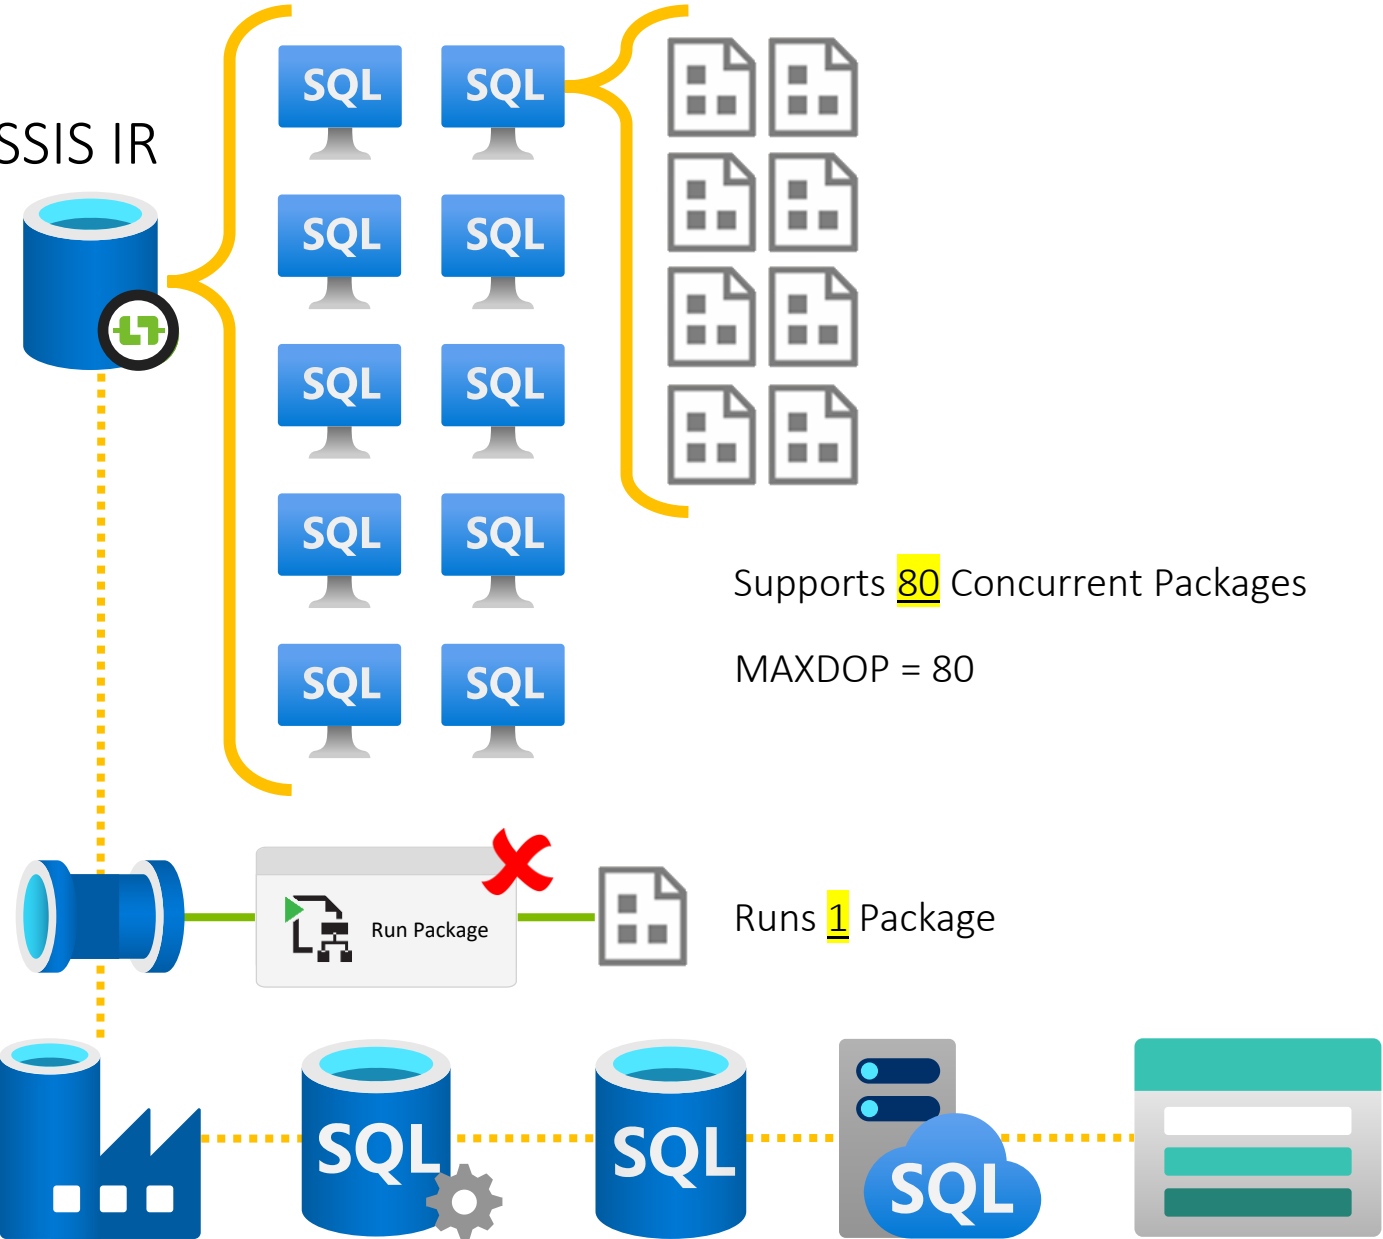 SQL SQL
SSIS IR
SQL SQL
SQL SQL
SQL SQL
Supports 80 Concurrent Packages
MAXDOP = 80
SQL SQL
Run Package
Runs 1 Package
SQL SQL SQL